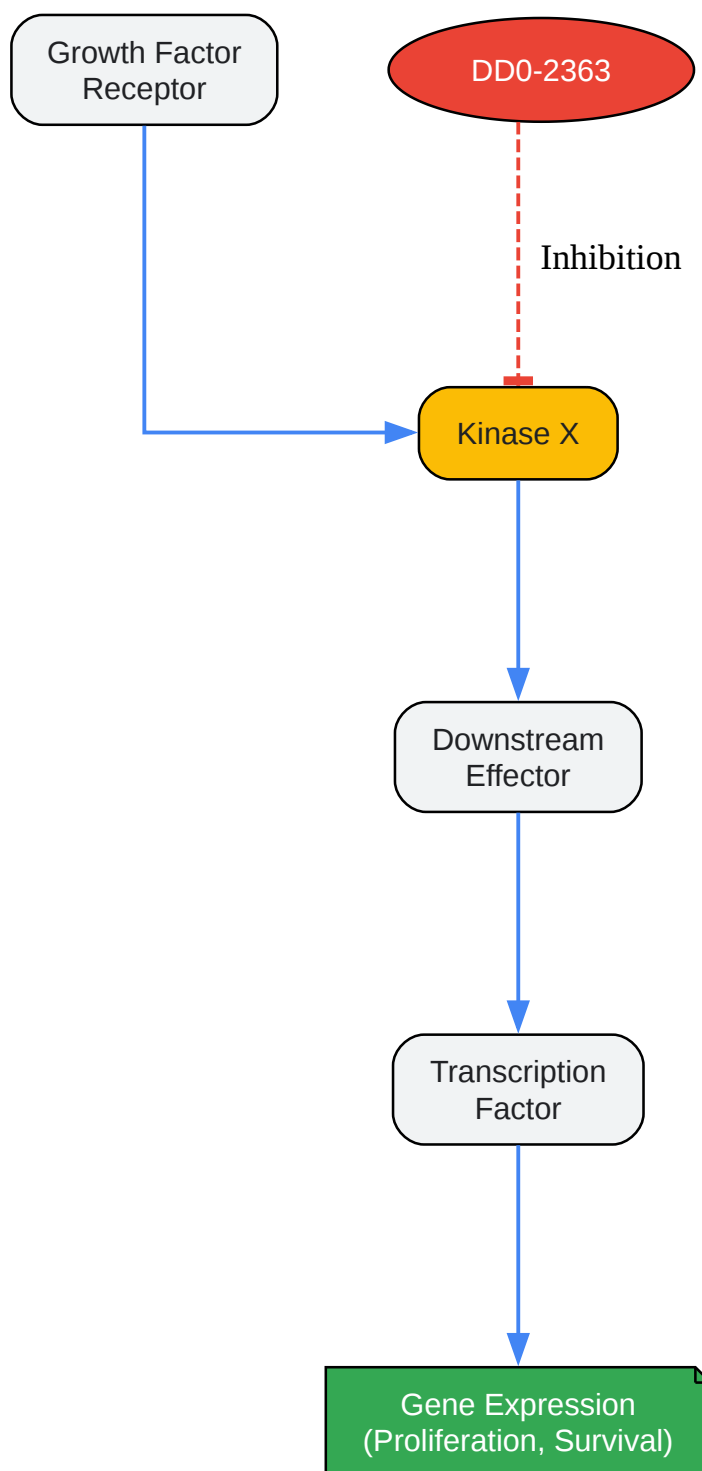 Growth Factor
Receptor
DD0-2363
Inhibition
Kinase X
Downstream
Effector
Transcription
Factor
Gene Expression
(Proliferation, Survival)